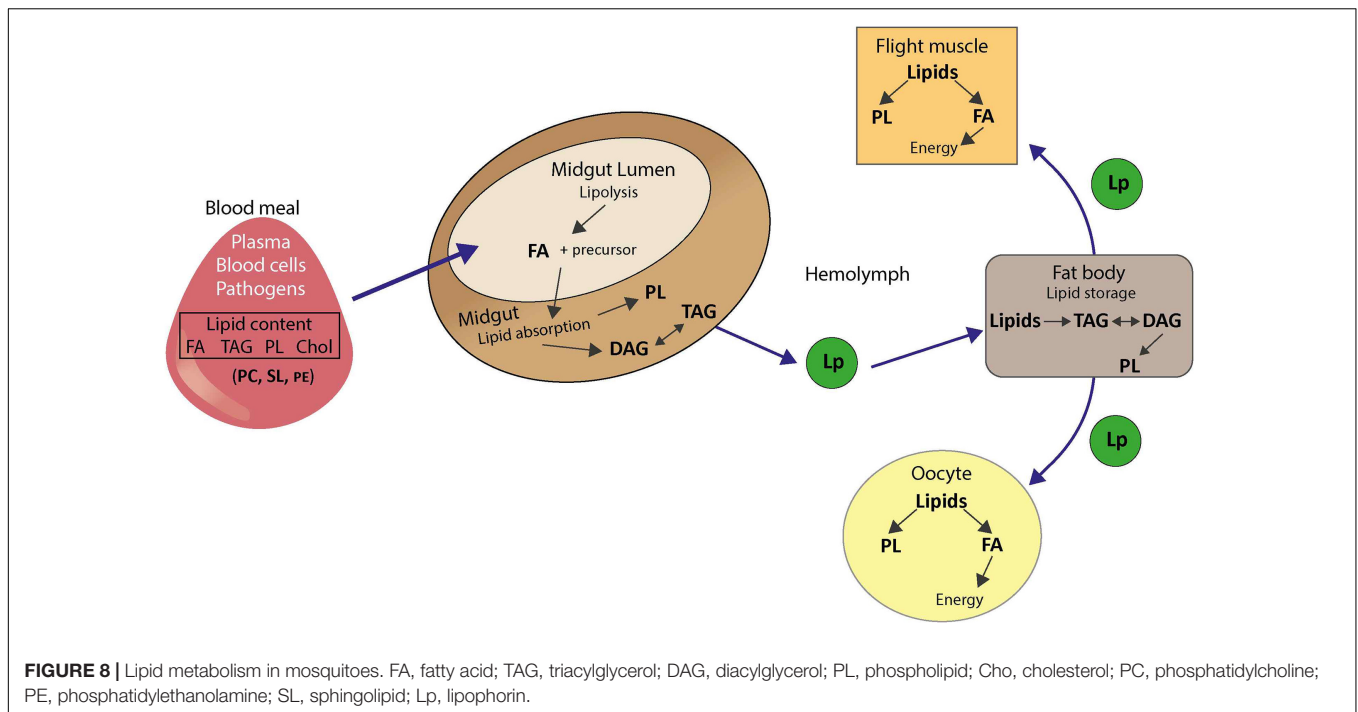 Blood meal
Plasma
Blood cells
Pathogens
Lipid content
FA TAG PL Chol
(PC, SL, PE)
Midgut Lumen
Lipolysis
FA + precursor
Midgut
Lipid absorption
PL
TAG
DAG
Hemolymph
Lp
Fat body
Lipid storage
Lipids TAG DAG
PL
Lp
Flight muscle
Lipids
PL FA
Energy
Lp
Oocyte
Lipids
PL FA
Energy
FIGURE 8 | Lipid metabolism in mosquitoes. FA, fatty acid; TAG, triacylglycerol; DAG, diacylglycerol; PL, phospholipid; Cho, cholesterol; PC, phosphatidylcholine;
PE, phosphatidylethanolamine; SL, sphingolipid; Lp, lipophorin.